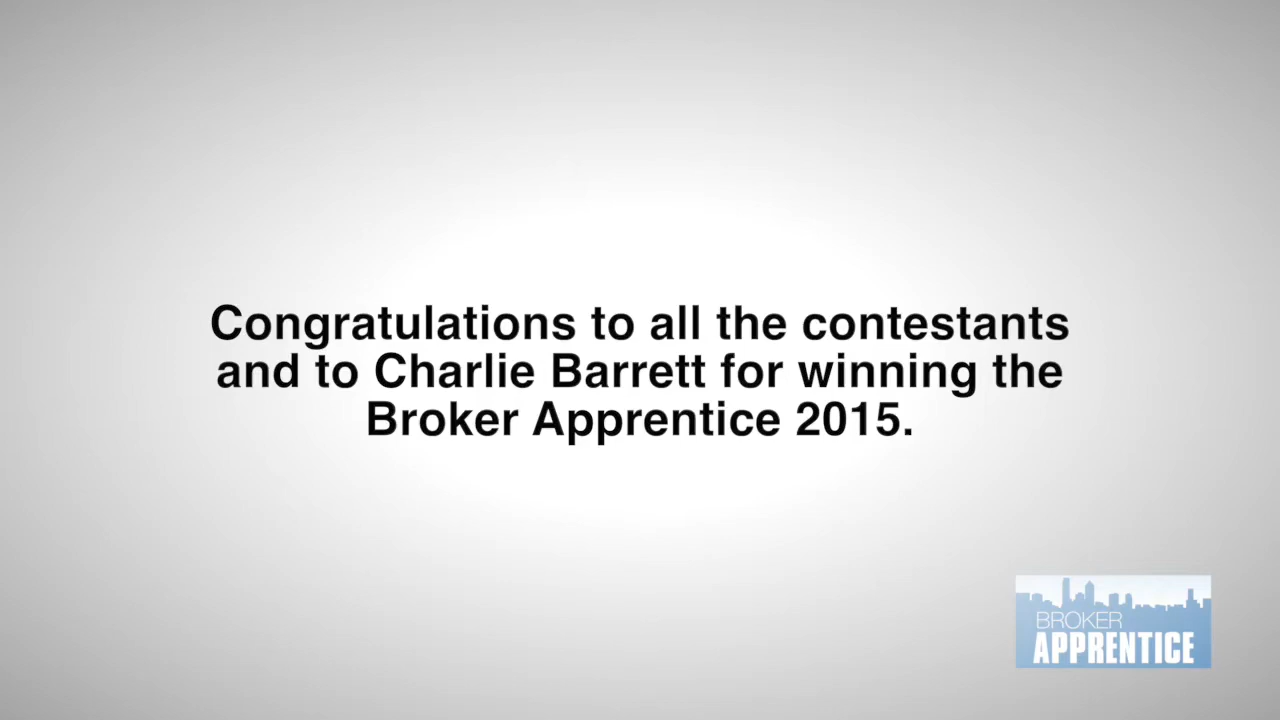 Congratulations to all the contestants
and to Charlie Barrett for winning the
Broker Apprentice 2015.
BROKER
APPRENTICE